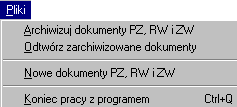 Pliki
Archiwizuj dokumenty PZ, RW i ZW
Odtwórz zarchiwizowane dokumenty
Nowe dokumenty PZ, RW i ZW
Koniec pracy z programem Ctrl+Q